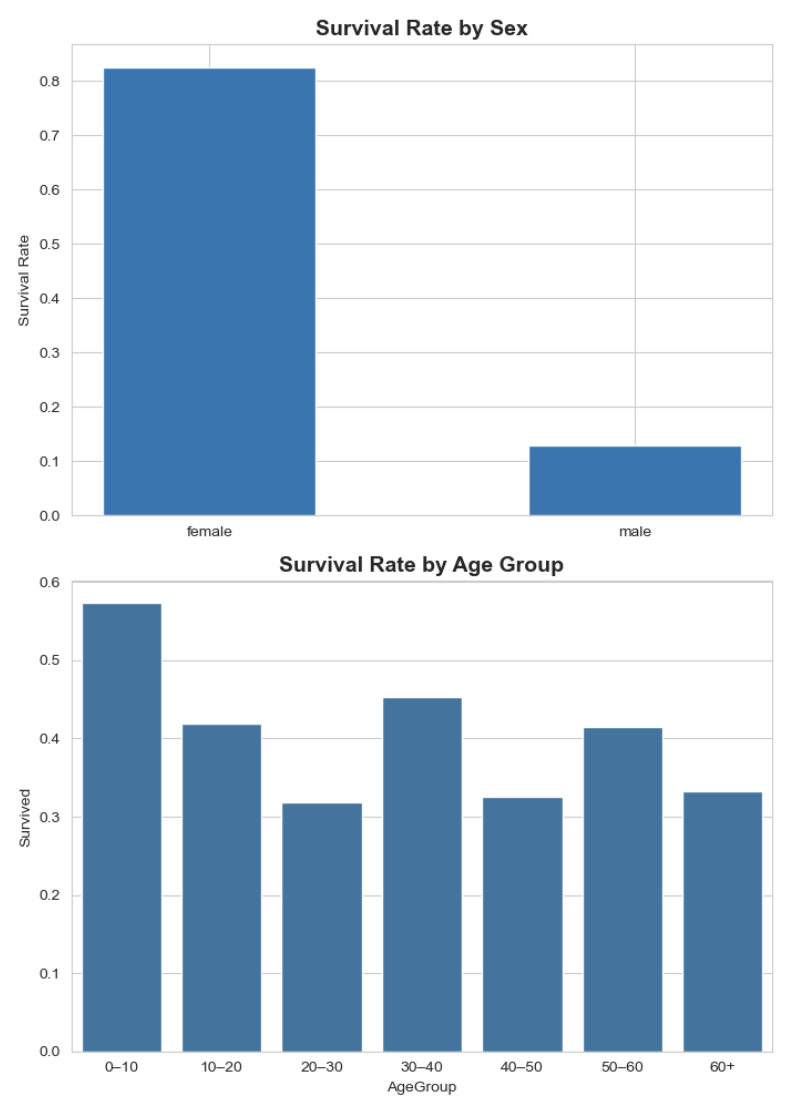 Survival Rate by Sex
Survival Rate
0.8
0.7
0.6
0.5
0.4
0.3
0.2
0.1
0.0
female male
Survival Rate by Age Group
Survived
0.6
0.5
0.4
0.3
0.2
0.1
0.0
0–10 10–20 20–30 30–40 40–50 50–60 60+
AgeGroup